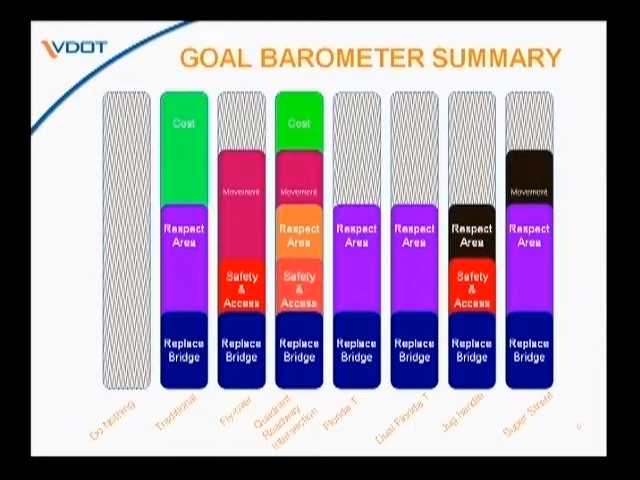 VDOT
GOAL BAROMETER SUMMARY
Cost
Cost
Movement
Movement
Movement
Respect
Area
Respect
Area
Respect
Area
Respect
Area
Respect
Area
Respect
Area
Safety
&
Access
Safety
&
Access
Safety
&
Access
Replace
Bridge
Replace
Bridge
Replace
Bridge
Replace
Bridge
Replace
Bridge
Replace
Bridge
Replace
Bridge
Do Nothing
Traditional
Fly-over
Quadrant
Roadway
Intersection
Florida T
Dual Florida T
Jug handle
Super Street